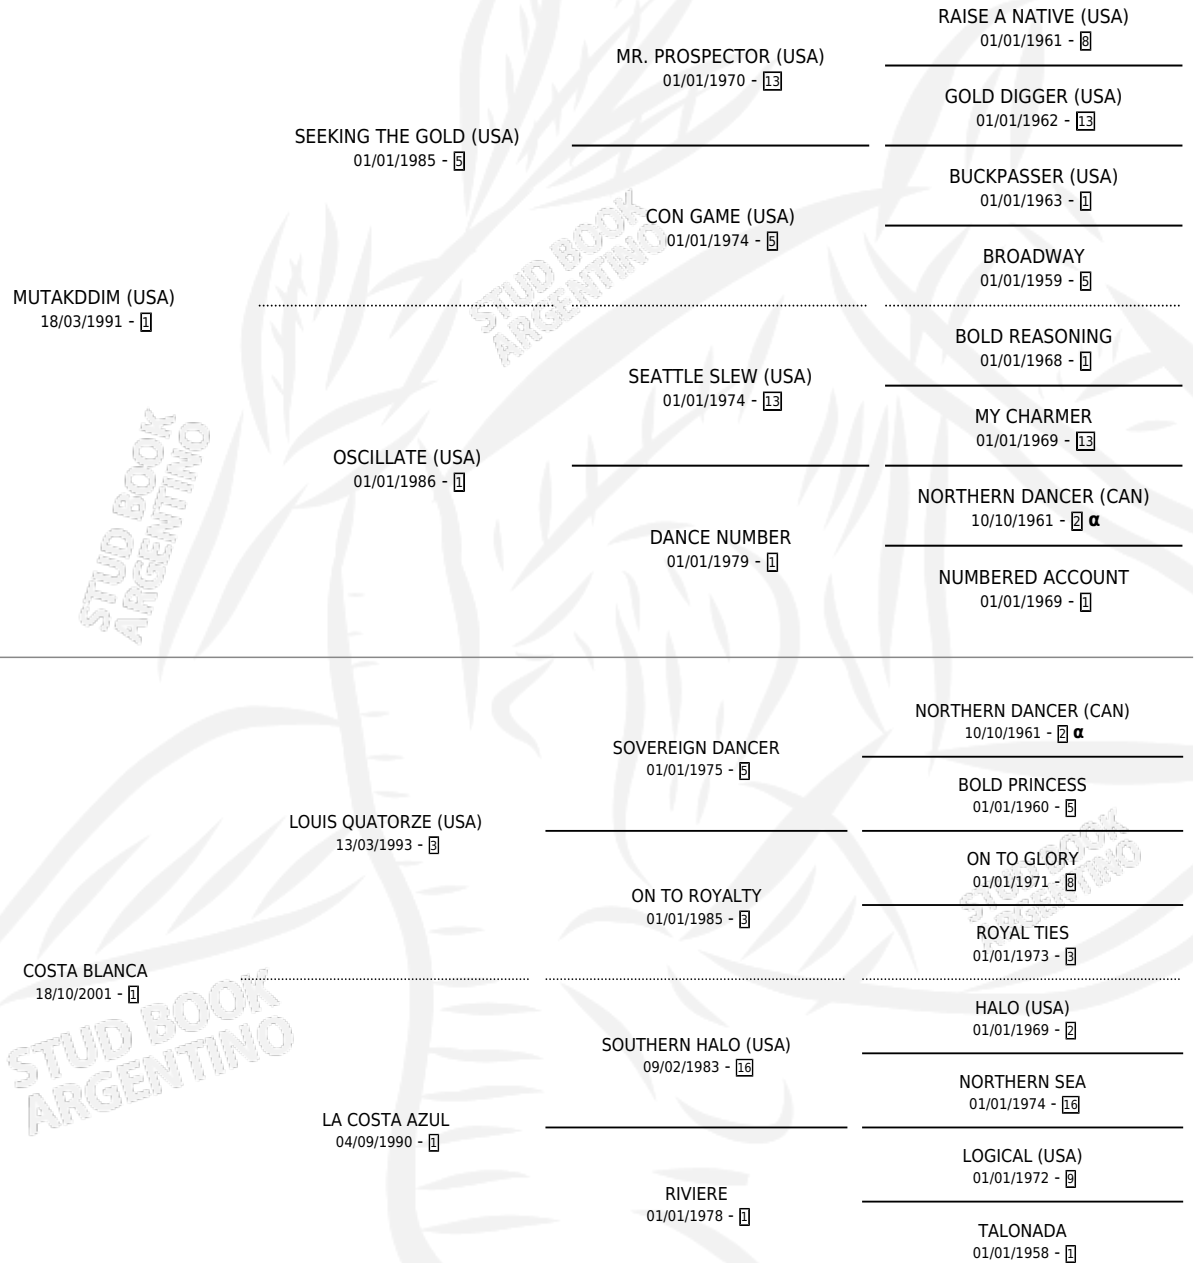 RAISE A NATIVE (USA)
01/01/1961 - 8
MR. PROSPECTOR (USA)
01/01/1970 - 13
GOLD DIGGER (USA)
01/01/1962 - 13
SEEKING THE GOLD (USA)
01/01/1985 - 5
BUCKPASSER (USA)
01/01/1963 - 1
CON GAME (USA)
01/01/1974 - 5
BROADWAY
01/01/1959 - 5
MUTAKDDIM (USA)
18/03/1991 - 1
BOLD REASONING
01/01/1968 - 1
SEATTLE SLEW (USA)
01/01/1974 - 13
MY CHARMER
01/01/1969 - 13
OSCILLATE (USA)
01/01/1986 - 1
NORTHERN DANCER (CAN)
10/10/1961 - 2 α
DANCE NUMBER
01/01/1979 - 1
NUMBERED ACCOUNT
01/01/1969 - 1
NORTHERN DANCER (CAN)
10/10/1961 - 2 α
SOVEREIGN DANCER
01/01/1975 - 5
BOLD PRINCESS
01/01/1960 - 5
LOUIS QUATORZE (USA)
13/03/1993 - 3
ON TO GLORY
01/01/1971 - 8
ON TO ROYALTY
01/01/1985 - 3
ROYAL TIES
01/01/1973 - 3
COSTA BLANCA
18/10/2001 - 1
HALO (USA)
01/01/1969 - 2
SOUTHERN HALO (USA)
09/02/1983 - 16
NORTHERN SEA
01/01/1974 - 16
LA COSTA AZUL
04/09/1990 - 1
LOGICAL (USA)
01/01/1972 - 9
RIVIERE
01/01/1978 - 1
TALONADA
01/01/1958 - 1
STUD BOOK
ARGENTINO
STUD BOOK
ARGENTINO
STUD BOOK
ARGENTINO
STUD BOOK
ARGENTINO